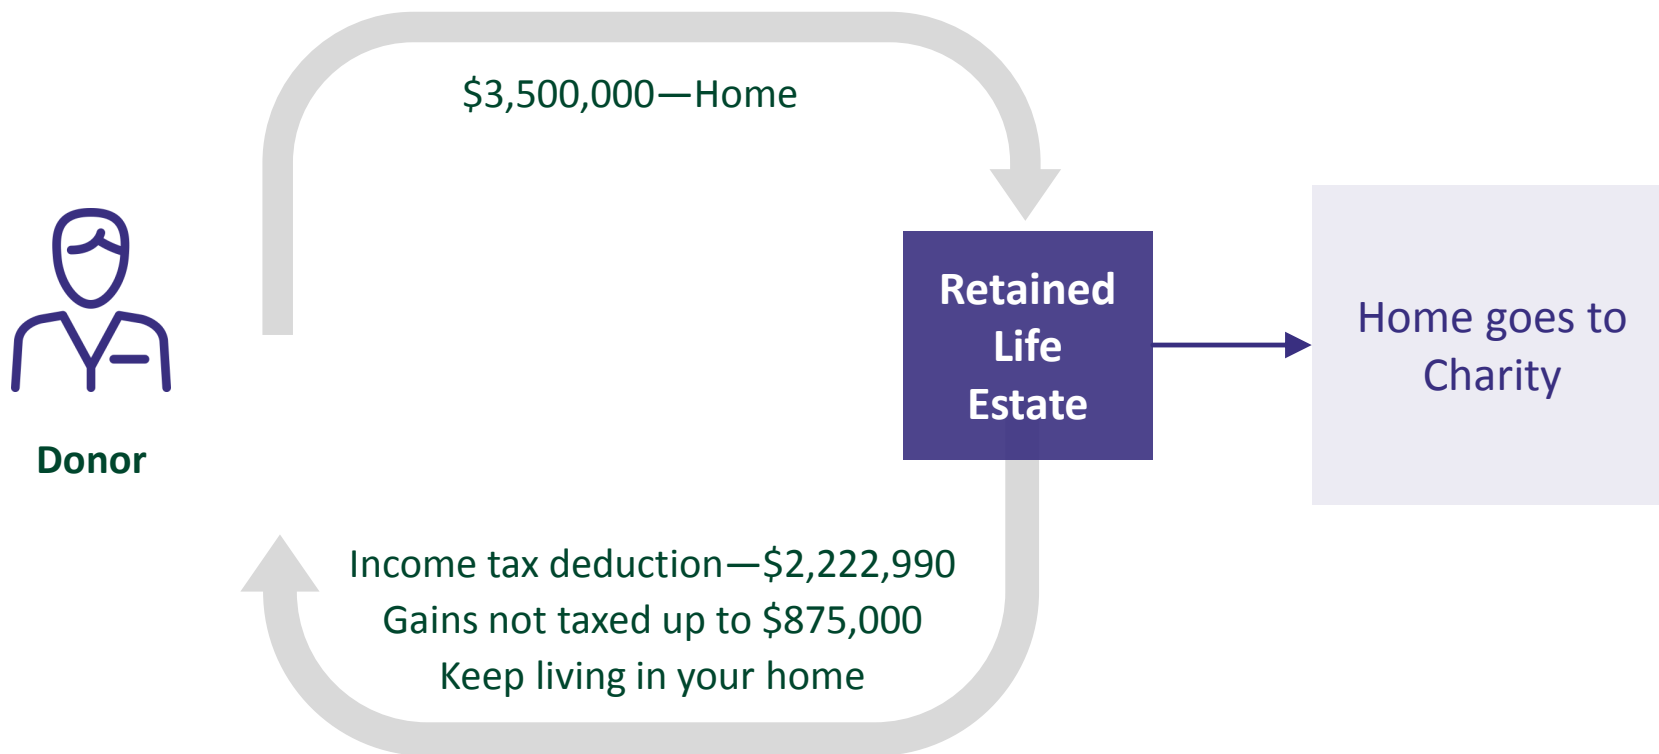 $3,500,000—Home
Retained
Life
Estate
Home goes to
Charity
Donor
Income tax deduction—$2,222,990
Gains not taxed up to $875,000
Keep living in your home